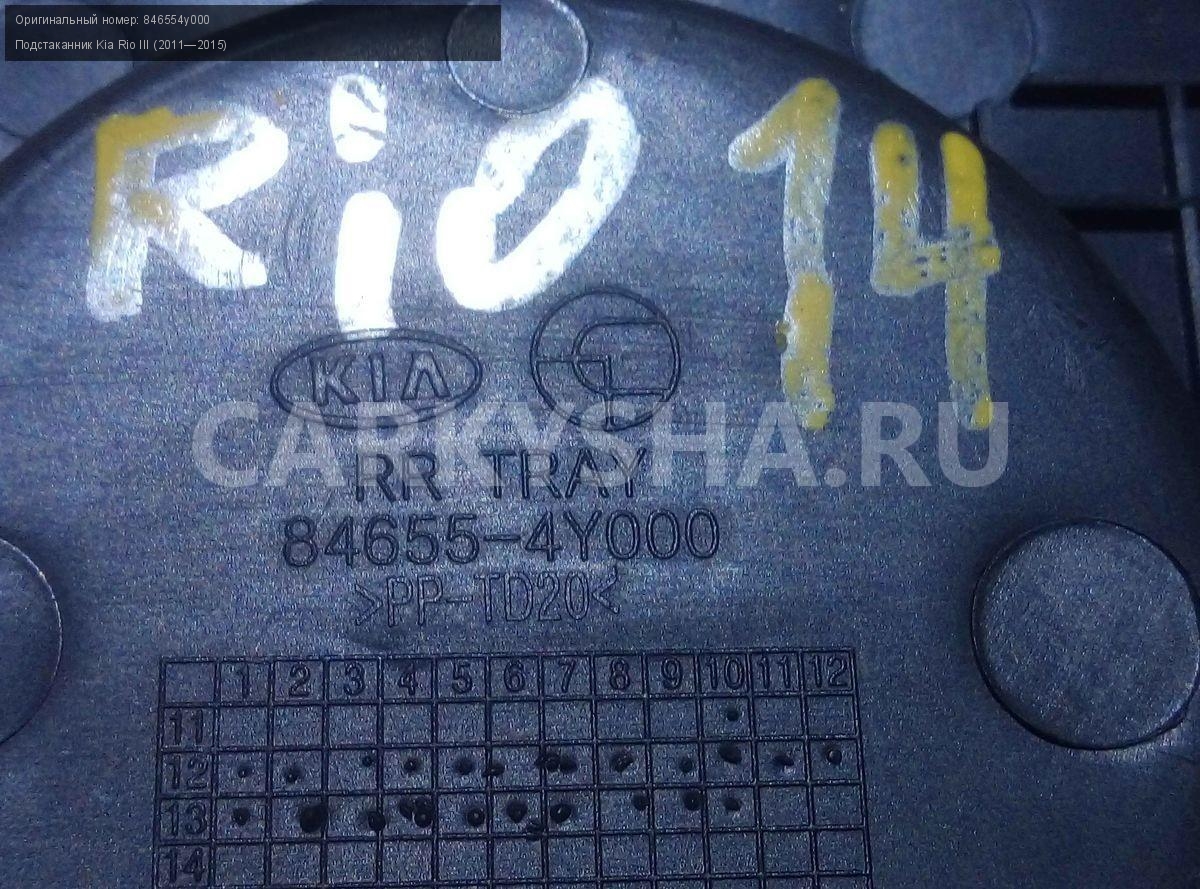 Оригинальный номер: 846554y000
Подстаканник Kia Rio III (2011—2015)
Rio 14
KIA
CARKYSHA.RU
RR TRAY
84655-4Y000
>PP-TD20<
1 2 3 4 5 6 7 8 9 10 11 12
11
12
13
14